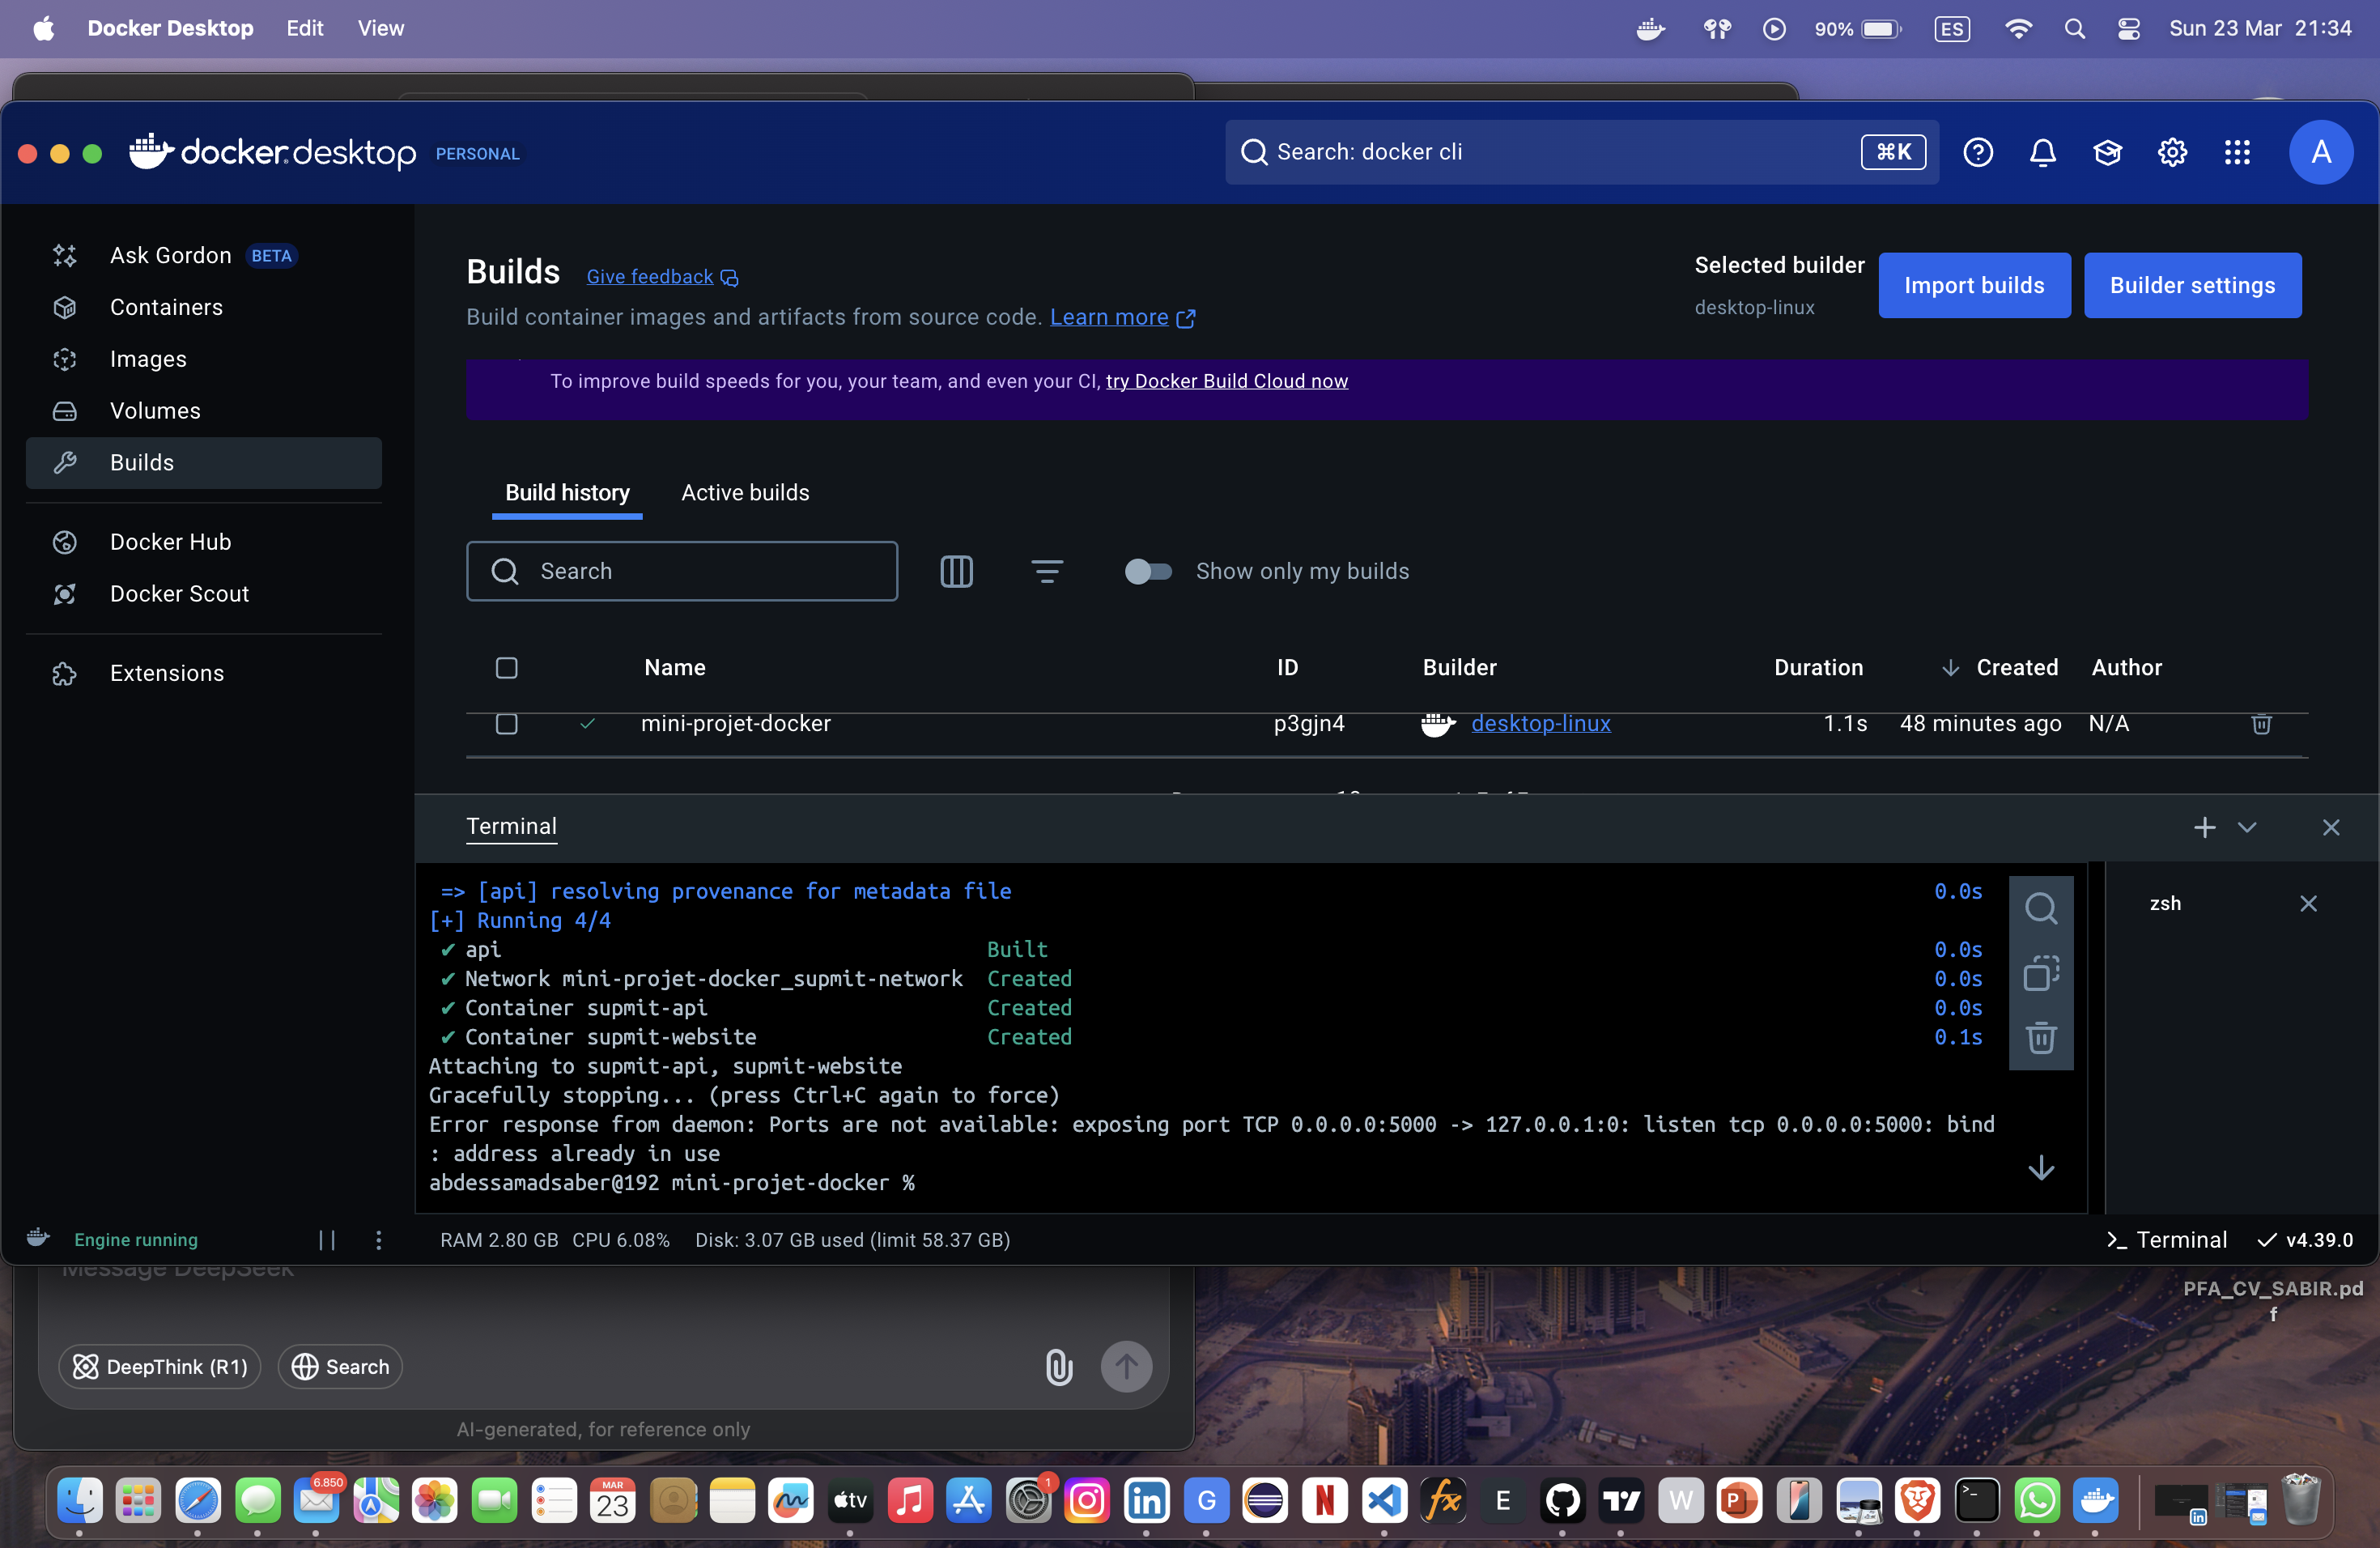 Docker Desktop Edit View
90% ES Sun 23 Mar 21:34
docker.desktop PERSONAL
Search: docker cli ⌘K
A
Ask Gordon BETA
Containers
Images
Volumes
Builds
Docker Hub
Docker Scout
Extensions
Builds Give feedback
Build container images and artifacts from source code. Learn more
Selected builder
desktop-linux
Import builds
Builder settings
To improve build speeds for you, your team, and even your CI, try Docker Build Cloud now
Build history Active builds
Search
Show only my builds
Name ID Builder Duration Created Author
mini-projet-docker p3gjn4 desktop-linux 1.1s 48 minutes ago N/A
Terminal
=> [api] resolving provenance for metadata file 0.0s
[+] Running 4/4
✔ api Built 0.0s
✔ Network mini-projet-docker_supmit-network Created 0.0s
✔ Container supmit-api Created 0.0s
✔ Container supmit-website Created 0.1s
Attaching to supmit-api, supmit-website
Gracefully stopping... (press Ctrl+C again to force)
Error response from daemon: Ports are not available: exposing port TCP 0.0.0.0:5000 -> 127.0.0.1:0: listen tcp 0.0.0.0:5000: bind
: address already in use
abdessamadsaber@192 mini-projet-docker %
zsh
Engine running
RAM 2.80 GB CPU 6.08% Disk: 3.07 GB used (limit 58.37 GB)
Terminal v4.39.0
Message DeepSeek
DeepThink (R1) Search
AI-generated, for reference only
PFA_CV_SABIR.pd
f
6.850
MAR
23
tv
1
in
G
N
fx
E
W
P